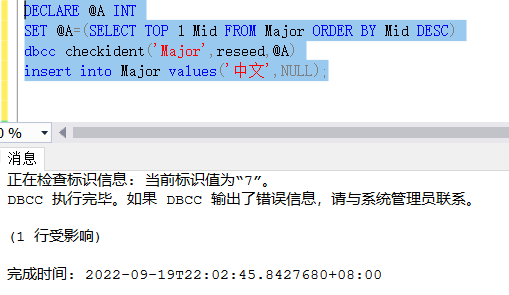 DECLARE @A INT
SET @A=(SELECT TOP 1 Mid FROM Major ORDER BY Mid DESC)
dbcc checkident('Major',reseed,@A)
insert into Major values('中文',NULL);
0 %
消息
正在检查标识信息: 当前标识值为“7”。
DBCC 执行完毕。如果 DBCC 输出了错误信息，请与系统管理员联系。
(1 行受影响)
完成时间: 2022-09-19T22:02:45.8427680+08:00